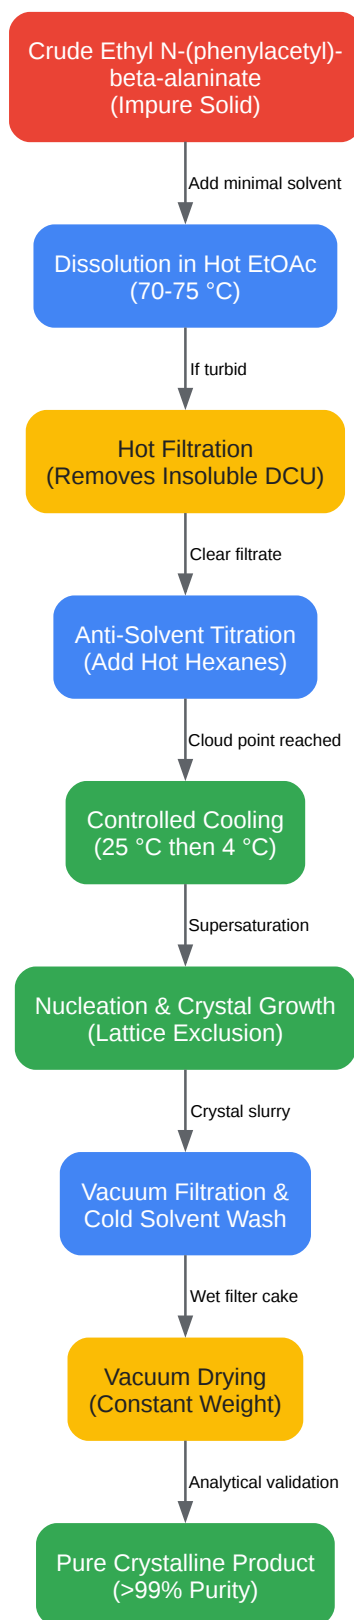 Crude Ethyl N-(phenylacetyl)-
beta-alaninate
(Impure Solid)
Add minimal solvent
Dissolution in Hot EtOAc
(70-75 °C)
If turbid
Hot Filtration
(Removes Insoluble DCU)
Clear filtrate
Anti-Solvent Titration
(Add Hot Hexanes)
Cloud point reached
Controlled Cooling
(25 °C then 4 °C)
Supersaturation
Nucleation & Crystal Growth
(Lattice Exclusion)
Crystal slurry
Vacuum Filtration &
Cold Solvent Wash
Wet filter cake
Vacuum Drying
(Constant Weight)
Analytical validation
Pure Crystalline Product
(>99% Purity)